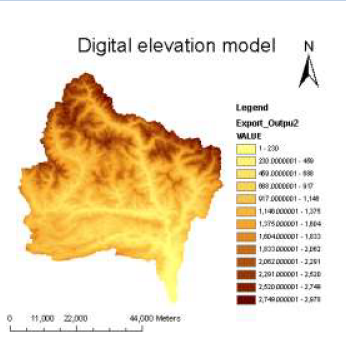 Digital elevation model
N
Legend
Export_Outpu2
VALUE
1 - 230
230.0000001 - 459
459.0000001 - 688
688.0000001 - 917
917.0000001 - 1,146
1,146.000001 - 1,375
1,375.000001 - 1,604
1,604.000001 - 1,833
1,833.000001 - 2,062
2,062.000001 - 2,291
2,291.000001 - 2,520
2,520.000001 - 2,749
2,749.000001 - 2,978
0 11,000 22,000 44,000 Meters